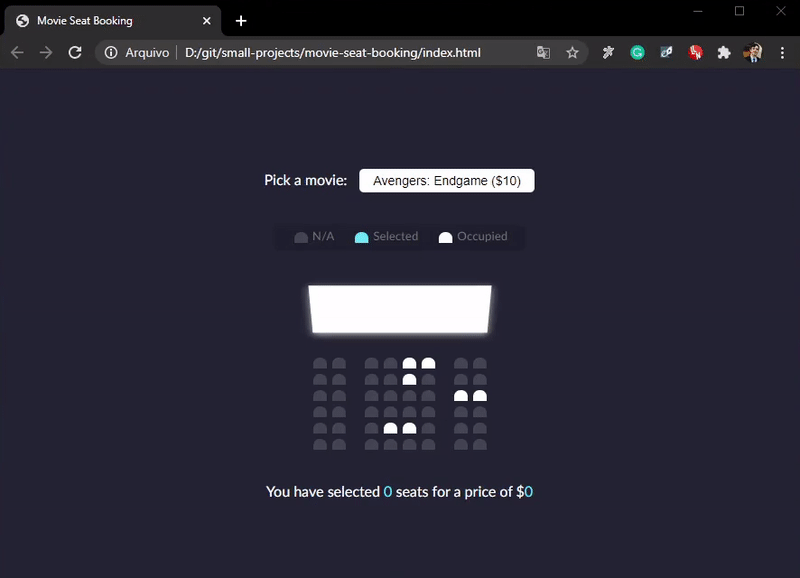 Movie Seat Booking
Arquivo D:/git/small-projects/movie-seat-booking/index.html
Pick a movie: Avengers: Endgame ($10)
N/A Selected Occupied
You have selected 0 seats for a price of $0